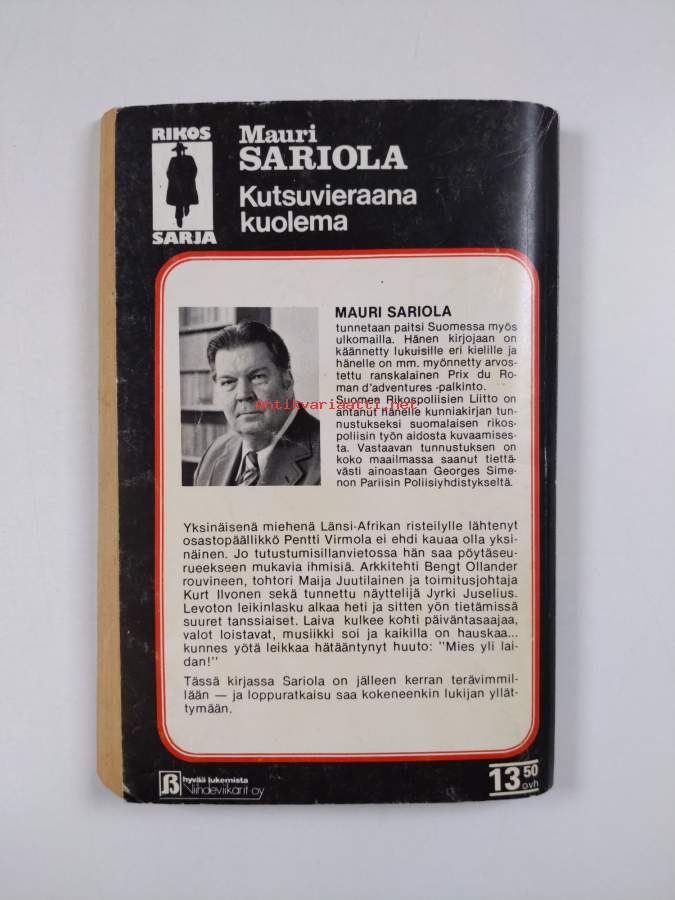 RIKOS
SARJA
Mauri
SARIOLA
Kutsuvieraana
kuolema
MAURI SARIOLA
tunnetaan paitsi Suomessa myös
ulkomailla. Hänen kirjojaan on
käännetty lukuisille eri kielille ja
hänelle on mm. myönnetty arvos-
tettu ranskalainen Prix du Ro-
man d'adventures -palkinto.
Suomen Rikospoliisien Liitto on
antanut hänelle kunniakirjan tun-
nustukseksi suomalaisen rikos-
poliisin työn aidosta kuvaamises-
ta. Vastaavan tunnustuksen on
koko maailmassa saanut tiettä-
västi ainoastaan Georges Sime-
non Pariisin Poliisiyhdistykseltä.
Antikvariaatti.net
Yksinäisenä miehenä Länsi-Afrikan risteilylle lähtenyt
osastopäällikkö Pentti Virmola ei ehdi kauaa olla yksi-
näinen. Jo tutustumisillanvietossa hän saa pöytäseu-
rueekseen mukavia ihmisiä. Arkkitehti Bengt Ollander
rouvineen, tohtori Maija Juutilainen ja toimitusjohtaja
Kurt Ilvonen sekä tunnettu näyttelijä Jyrki Juselius.
Levoton leikinlasku alkaa heti ja sitten yön tietämissä
suuret tanssiaiset. Laiva kulkee kohti päiväntasaajaa,
valot loistavat, musiikki soi ja kaikilla on hauskaa...
kunnes yötä leikkaa hätääntynyt huuto: "Mies yli lai-
dan!"
Tässä kirjassa Sariola on jälleen kerran terävimmil-
lään — ja loppuratkaisu saa kokeneenkin lukijan yllät-
tymään.
hyvää lukemista
Viihdeviikarit oy
13 50
ovh